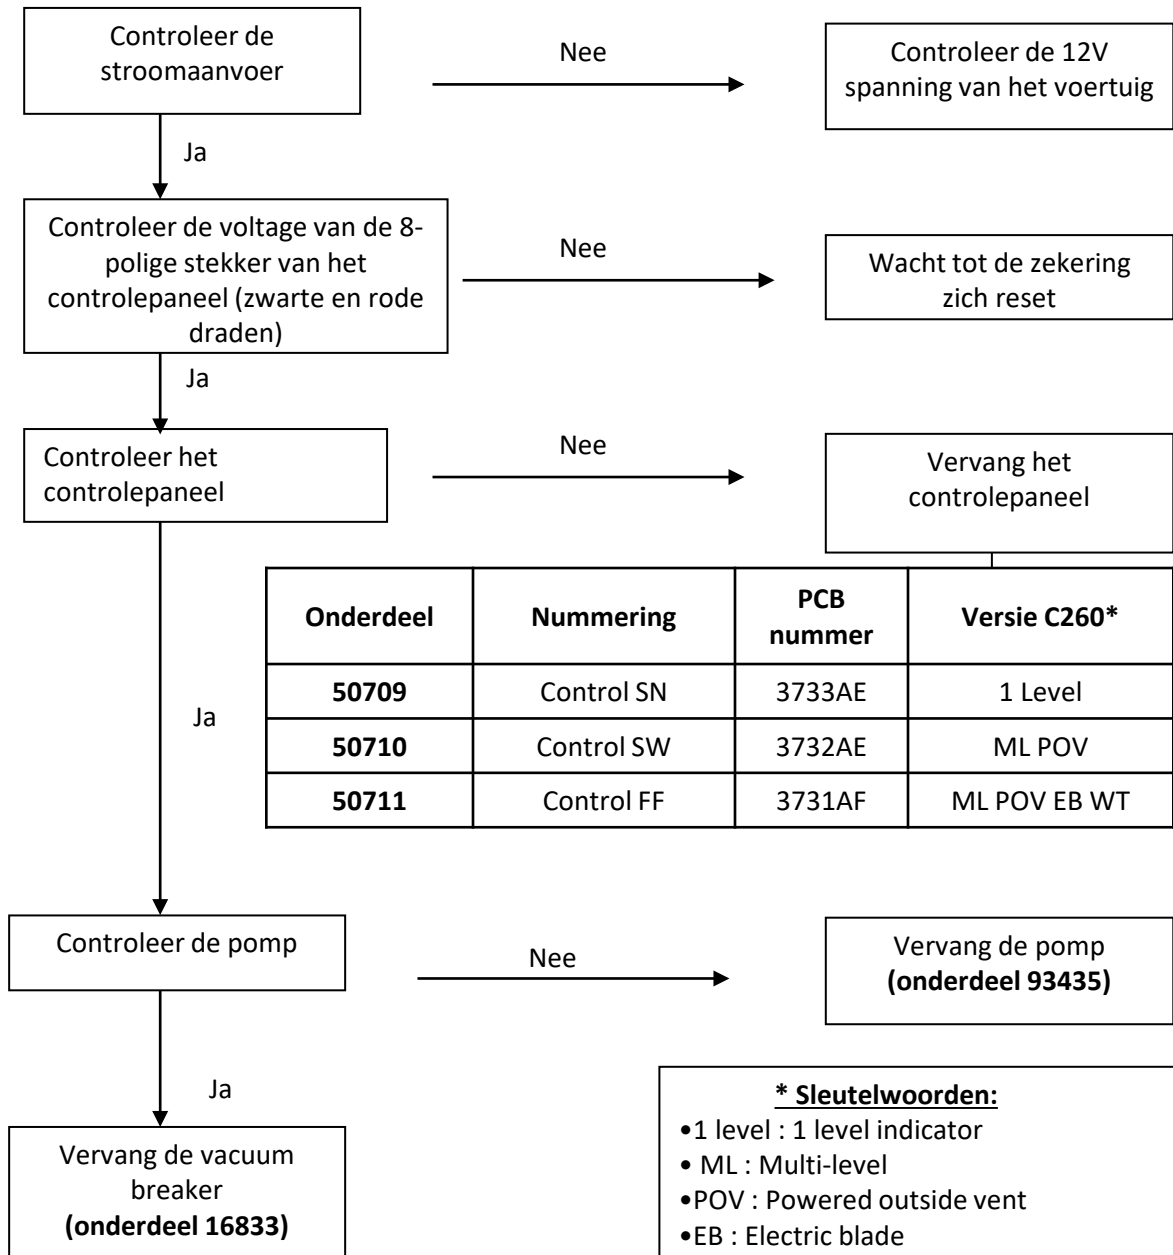 Controleer de
stroomaanvoer
Nee
Controleer de 12V
spanning van het voertuig
Ja
Controleer de voltage van de 8-
polige stekker van het
controlepaneel (zwarte en rode
draden)
Nee
Wacht tot de zekering
zich reset
Ja
Controleer het
controlepaneel
Nee
Vervang het
controlepaneel
Onderdeel Nummering PCB nummer Versie C260*
50709 Control SN 3733AE 1 Level
50710 Control SW 3732AE ML POV
50711 Control FF 3731AF ML POV EB WT
Ja
Controleer de pomp
Nee
Vervang de pomp
(onderdeel 93435)
Ja
Vervang de vacuum
breaker
(onderdeel 16833)
* Sleutelwoorden:
•1 level : 1 level indicator
• ML : Multi-level
•POV : Powered outside vent
•EB : Electric blade